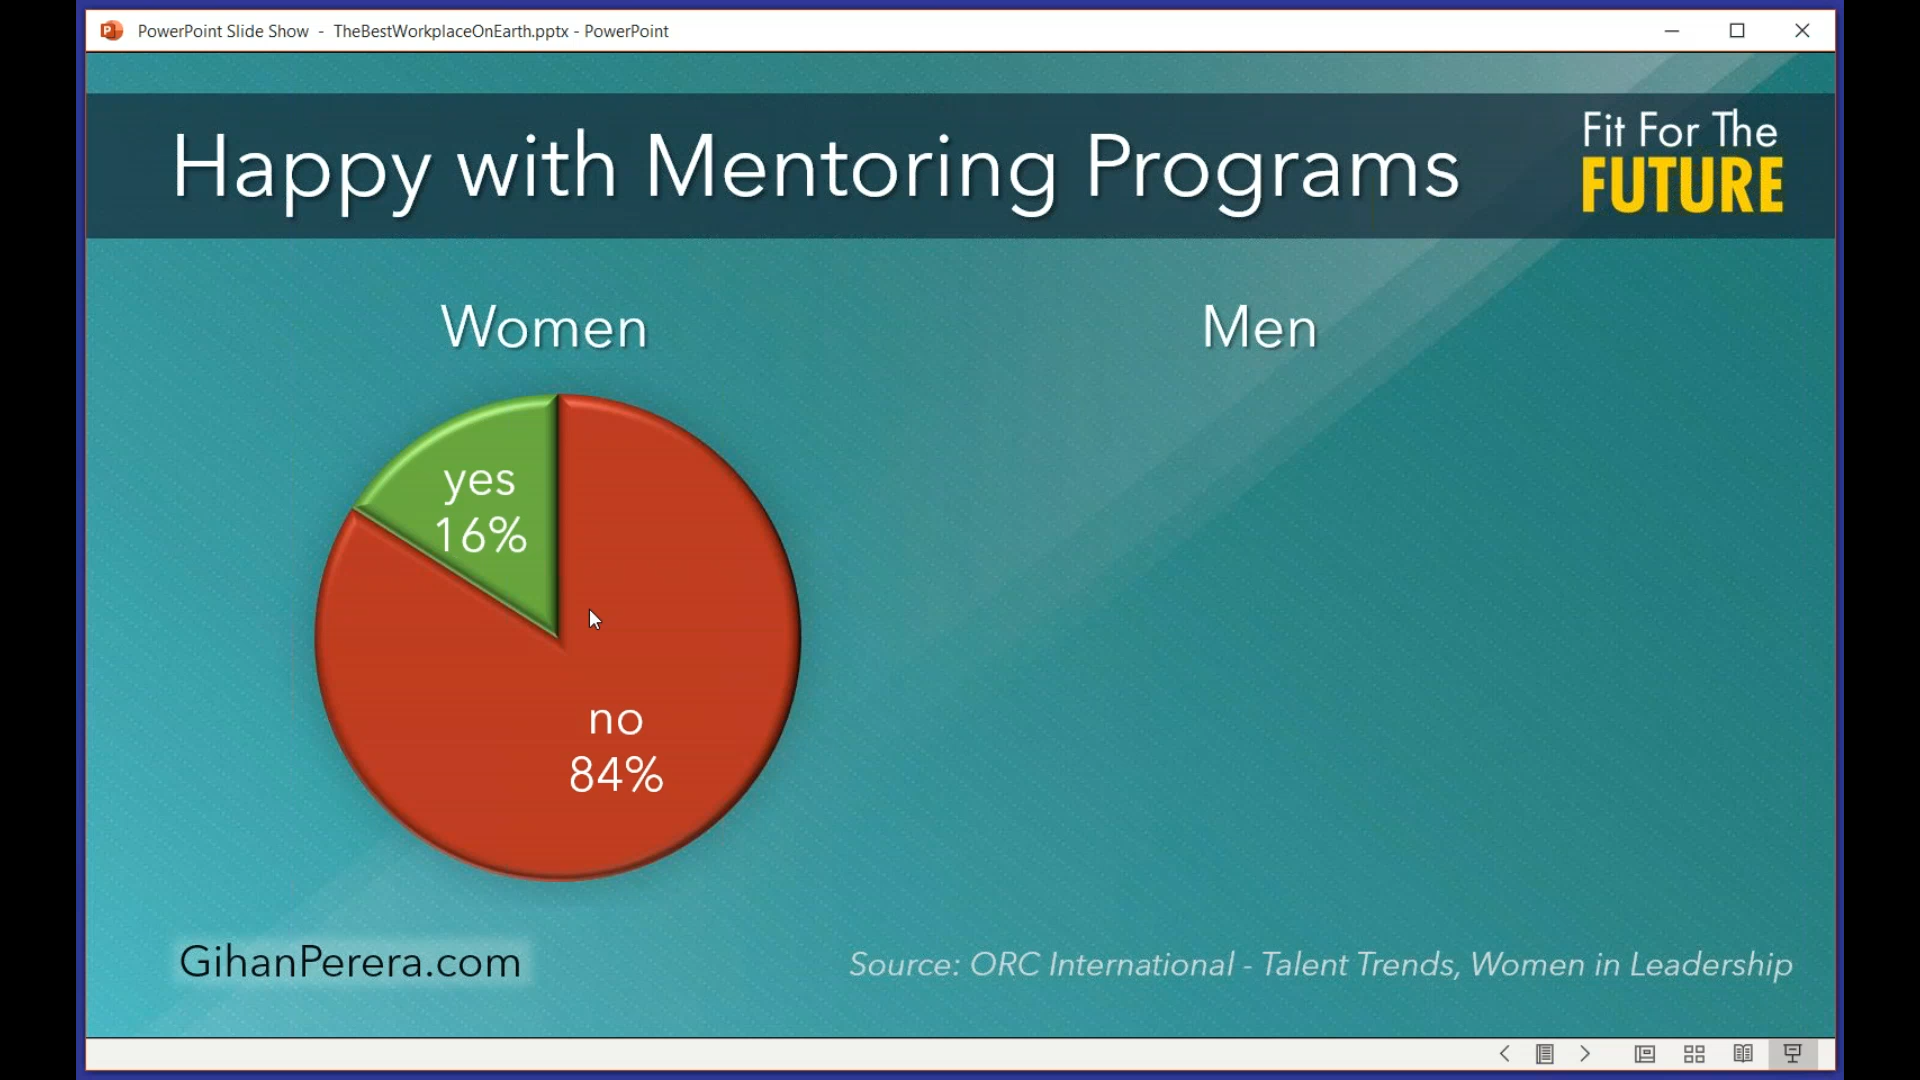 PowerPoint Slide Show - TheBestWorkplaceOnEarth.pptx - PowerPoint
Happy with Mentoring Programs
Fit For The
FUTURE
Women
Men
yes
16%
no
84%
GihanPerera.com
Source: ORC International - Talent Trends, Women in Leadership